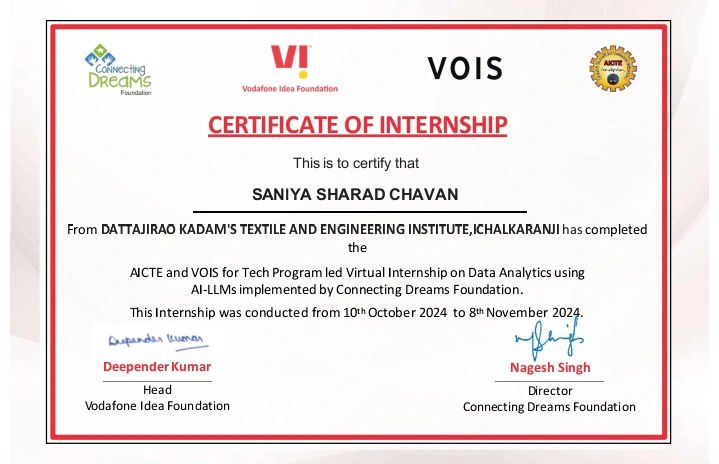 Connecting
Dreams
Foundation
VI
Vodafone Idea Foundation
VOIS
AICTE
CERTIFICATE OF INTERNSHIP
This is to certify that
SANIYA SHARAD CHAVAN
From DATTAJIRAO KADAM'S TEXTILE AND ENGINEERING INSTITUTE,ICHALKARANJI has completed
the
AICTE and VOIS for Tech Program led Virtual Internship on Data Analytics using
AI-LLMs implemented by Connecting Dreams Foundation.
This Internship was conducted from 10th October 2024 to 8th November 2024.
Deepender Kumar
Deepender Kumar
Head
Vodafone Idea Foundation
Nagesh Singh
Director
Connecting Dreams Foundation